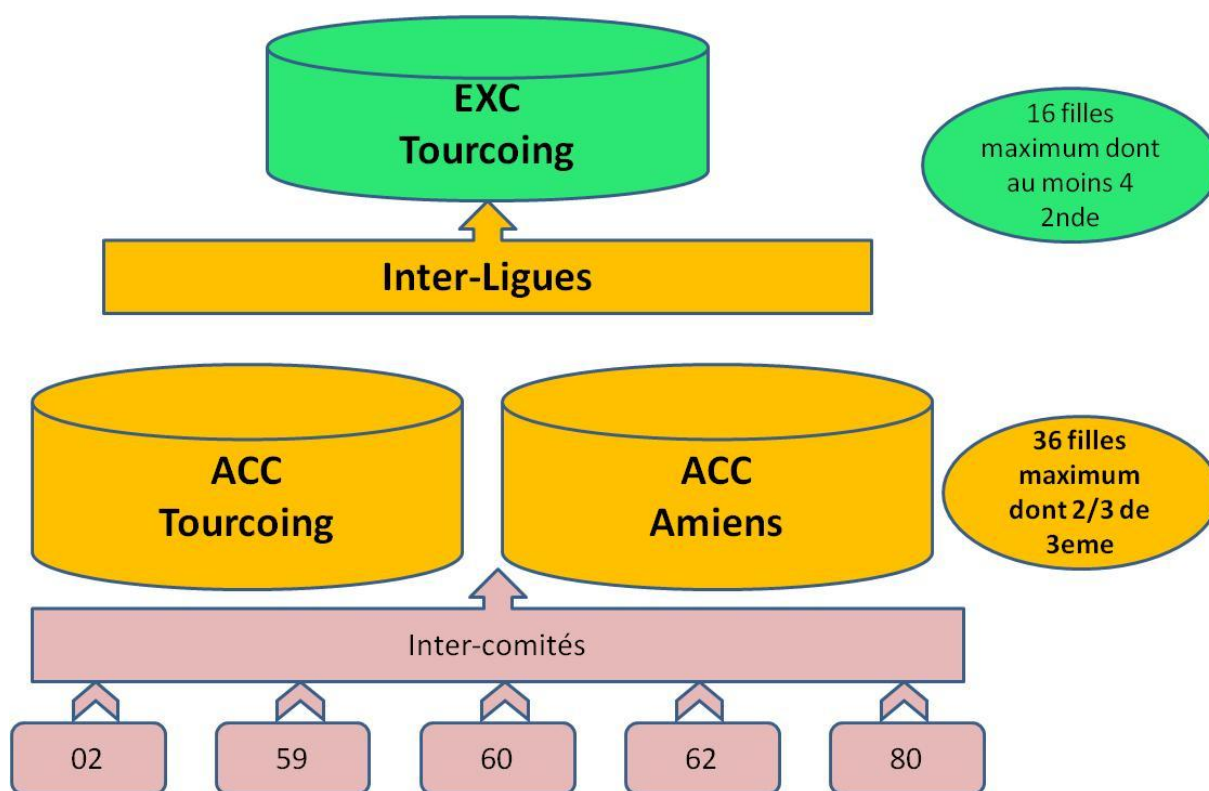 EXC
Tourcoing
16 filles
maximum dont
au moins 4
2nde
Inter-Ligues
ACC
Tourcoing
ACC
Amiens
36 filles
maximum
dont 2/3 de
3eme
Inter-comités
02
59
60
62
80